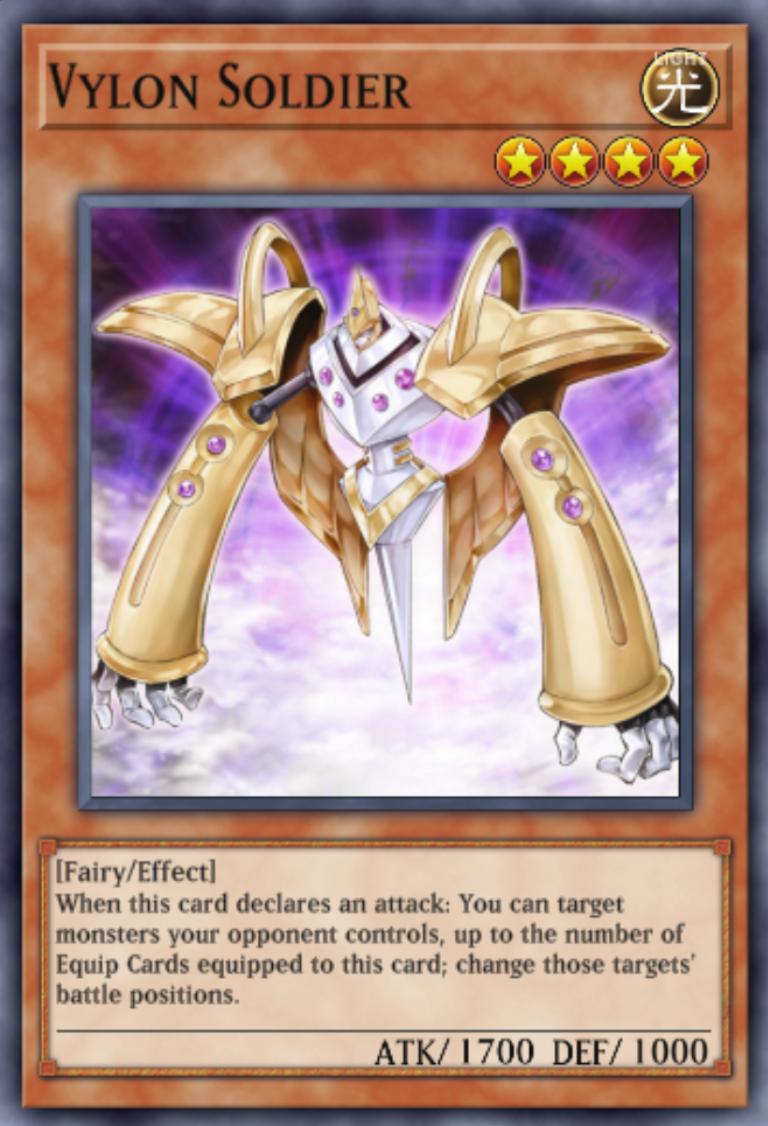 Vylon Soldier
LIGHT
光
[Fairy/Effect]
When this card declares an attack: You can target
monsters your opponent controls, up to the number of
Equip Cards equipped to this card; change those targets'
battle positions.
ATK/ 1700 DEF/ 1000